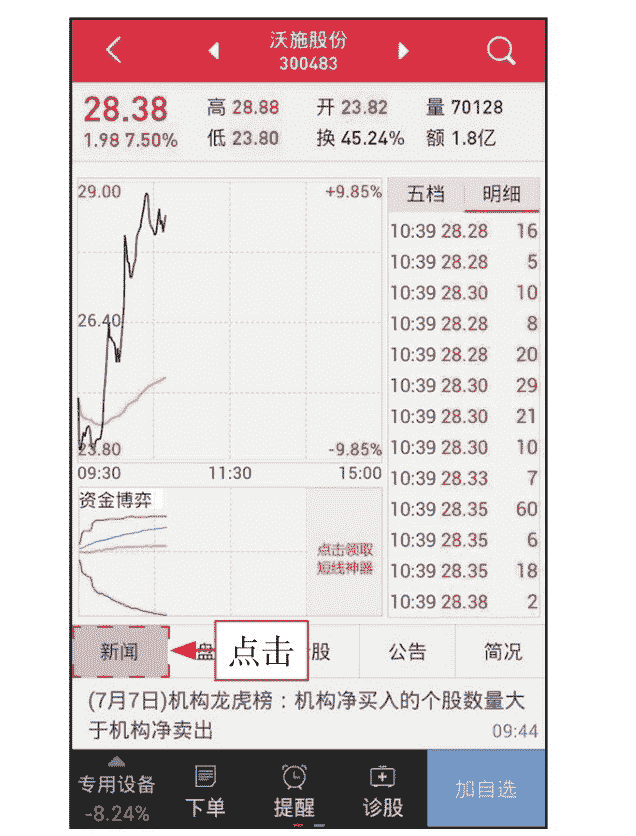 沃施股份
300483
28.38 高 28.88 开 23.82 量 70128
1.98 7.50% 低 23.80 换 45.24% 额 1.8亿
29.00 +9.85%
26.40
23.80 -9.85%
09:30 11:30 15:00
五档 明细
10:39 28.28 16
10:39 28.28 5
10:39 28.30 10
10:39 28.28 8
10:39 28.28 20
10:39 28.30 29
10:39 28.30 21
10:39 28.30 10
10:39 28.33 7
10:39 28.35 60
10:39 28.35 6
10:39 28.35 18
10:39 28.38 2
资金博弈
点击领取
短线神器
新闻 盘 点击 股 公告 简况
(7月7日)机构龙虎榜：机构净买入的个股数量大
于机构净卖出 09:44
专用设备
-8.24%
下单 提醒 诊股 加自选